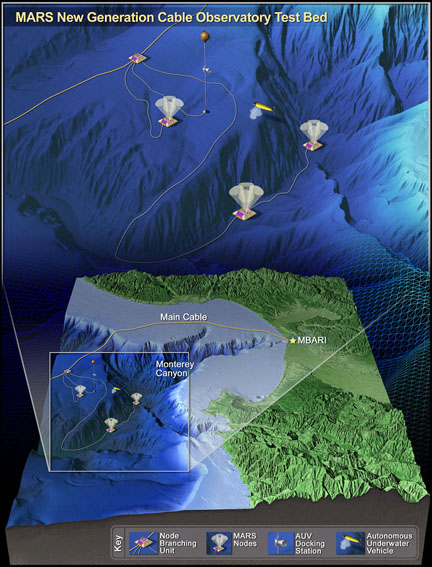 MARS New Generation Cable Observatory Test Bed
Main Cable
MBARI
Monterey
Canyon
Key
Node
Branching
Unit
MARS
Nodes
AUV
Docking
Station
Autonomous
Underwater
Vehicle